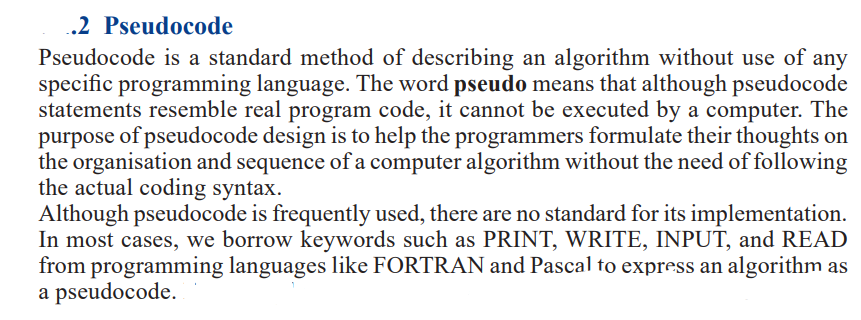 .2 Pseudocode
Pseudocode is a standard method of describing an algorithm without use of any
specific programming language. The word pseudo means that although pseudocode
statements resemble real program code, it cannot be executed by a computer. The
purpose of pseudocode design is to help the programmers formulate their thoughts on
the organisation and sequence of a computer algorithm without the need of following
the actual coding syntax.
Although pseudocode is frequently used, there are no standard for its implementation.
In most cases, we borrow keywords such as PRINT, WRITE, INPUT, and READ
from programming languages like FORTRAN and Pascal to express an algorithm as
a pseudocode.